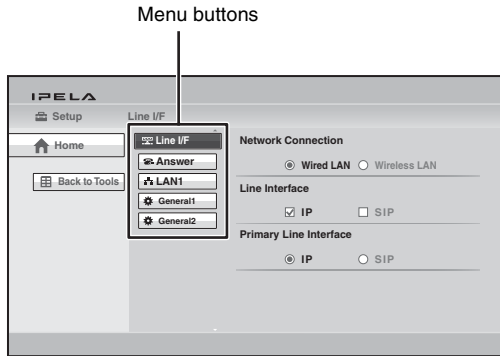 Menu buttons
IPELA
Setup
Line I/F
Home
Back to Tools
Line I/F
Answer
LAN1
General1
General2
Network Connection
Wired LAN Wireless LAN
Line Interface
IP SIP
Primary Line Interface
IP SIP